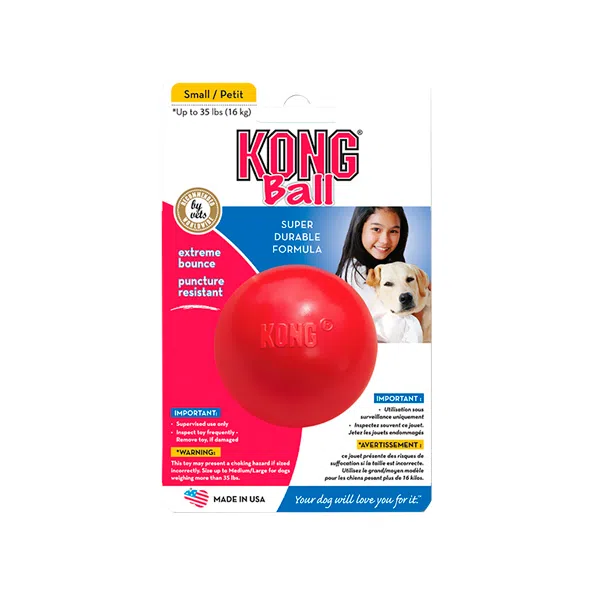 Small / Petit
*Up to 35 lbs (16 kg)
KONG®
Ball
RECOMMENDED
by vets
WORLDWIDE
SUPER
DURABLE
FORMULA
extreme
bounce
puncture
resistant
KONG®
IMPORTANT:
• Supervised use only
• Inspect toy frequently -
Remove toy, if damaged
*WARNING:
This toy may present a choking hazard if sized
incorrectly. Size up to Medium/Large for dogs
weighing more than 35 lbs.
IMPORTANT :
• Utilisation sous
surveillance uniquement
• Inspectez souvent ce jouet.
Jetez les jouets endommagés
*AVERTISSEMENT :
ce jouet présente des risques de
suffocation si la taille est incorrecte.
Utilisez le grand/moyen modèle
pour les chiens pesant plus de 16 kilos.
MADE IN USA
Your dog will love you for it.™